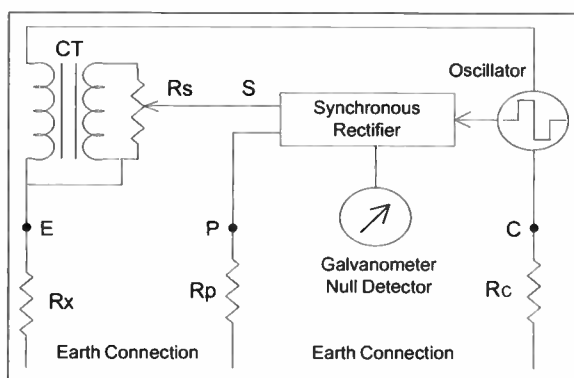 CT
Oscillator
Rs
S
Synchronous
Rectifier
E
P
C
Galvanometer
Null Detector
Rx
Rp
Rc
Earth Connection
Earth Connection